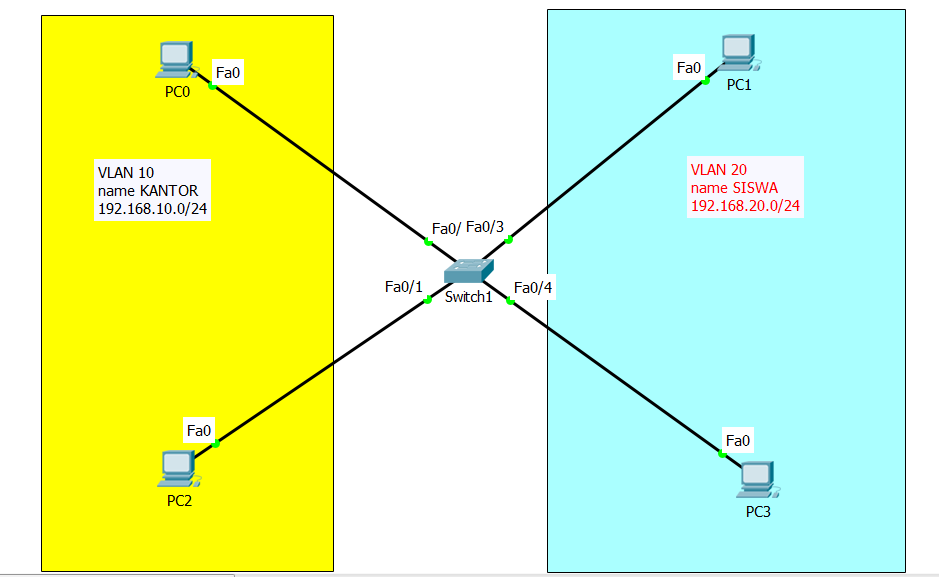 Fa0
PC0
Fa0
PC1
VLAN 10
name KANTOR
192.168.10.0/24
VLAN 20
name SISWA
192.168.20.0/24
Fa0/
Fa0/3
Fa0/1
Fa0/4
Switch1
Fa0
PC2
Fa0
PC3